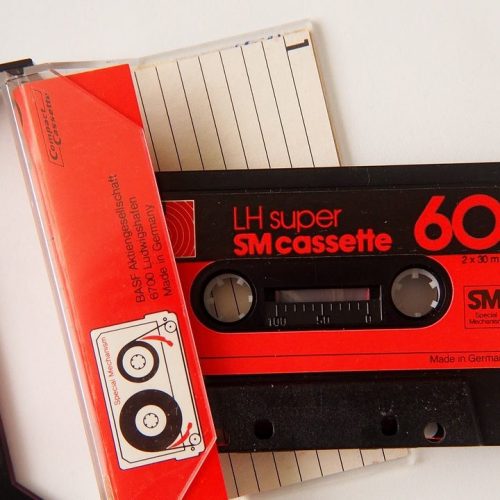 Compact
Cassette
BASF Aktiengesellschaft
6700 Ludwigshafen
Made in Germany
Special Mechanism
LH super
SM cassette
60
2 x 30 m
100 50 0
SM
Special
Mechanism
Made in German